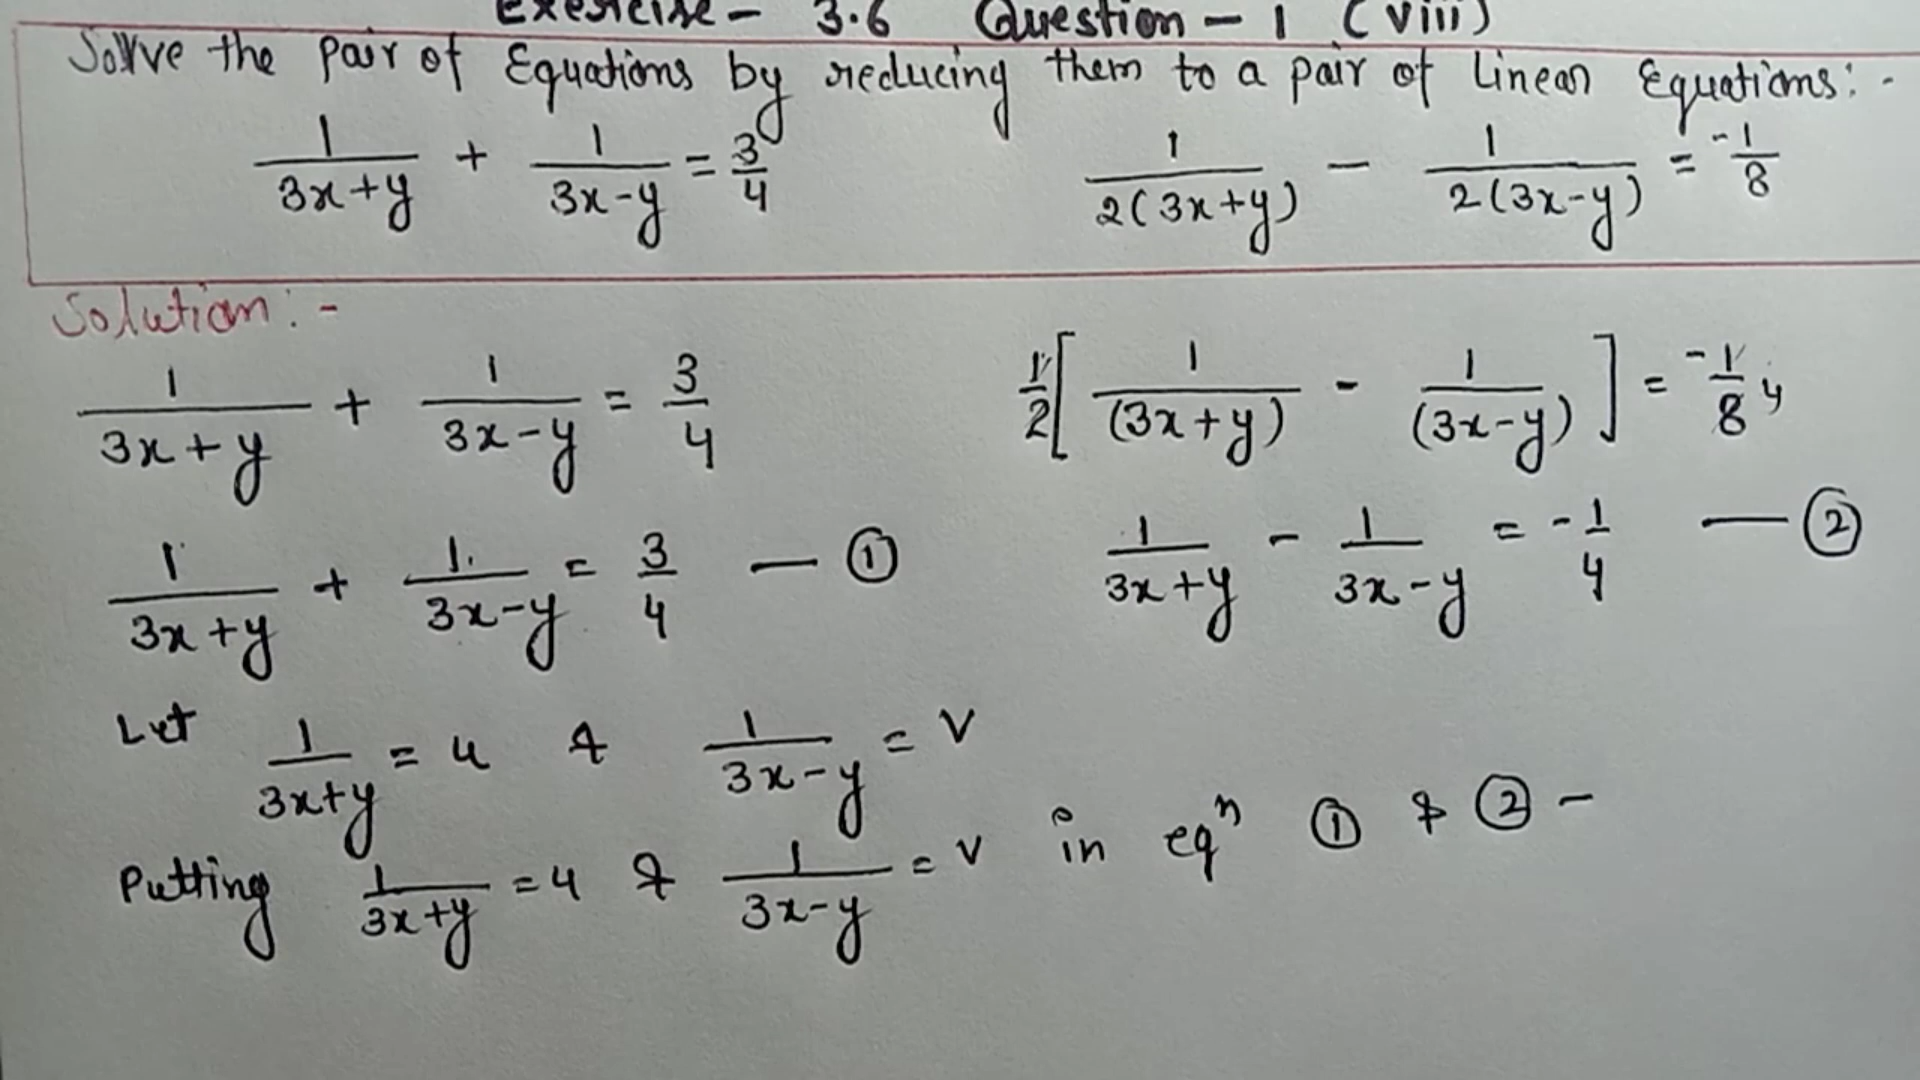 Exercise - 3.6 Question - 1 (viii)
Solve the pair of Equations by reducing them to a pair of Linear Equations:-
1/(3x+y) + 1/(3x-y) = 3/4    1/(2(3x+y)) - 1/(2(3x-y)) = -1/8
Solution:-
1/(3x+y) + 1/(3x-y) = 3/4    1/2 [ 1/(3x+y) - 1/(3x-y) ] = -1/8 4
1/(3x+y) + 1/(3x-y) = 3/4 — ①    1/(3x+y) - 1/(3x-y) = -1/4 — ②
Let 1/(3x+y) = u & 1/(3x-y) = v
Putting 1/(3x+y) = u & 1/(3x-y) = v in eqⁿ ① & ② -